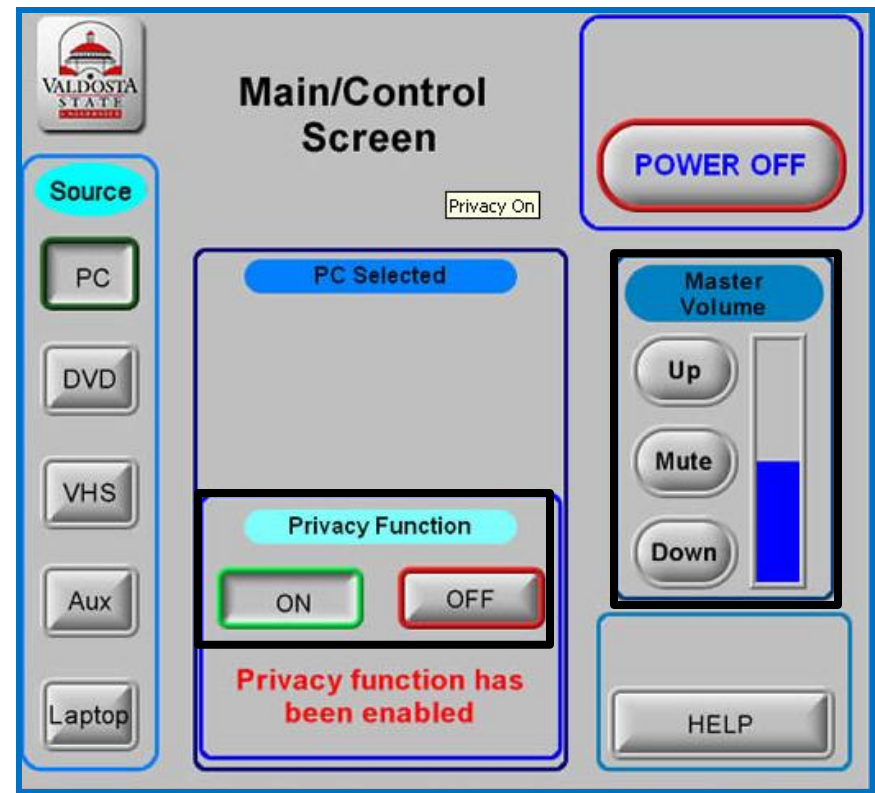 VALDOSTA
STATE
Main/Control
Screen
POWER OFF
Source
Privacy On
PC
DVD
VHS
Aux
Laptop
PC Selected
Privacy Function
ON
OFF
Privacy function has
been enabled
Master
Volume
Up
Mute
Down
HELP